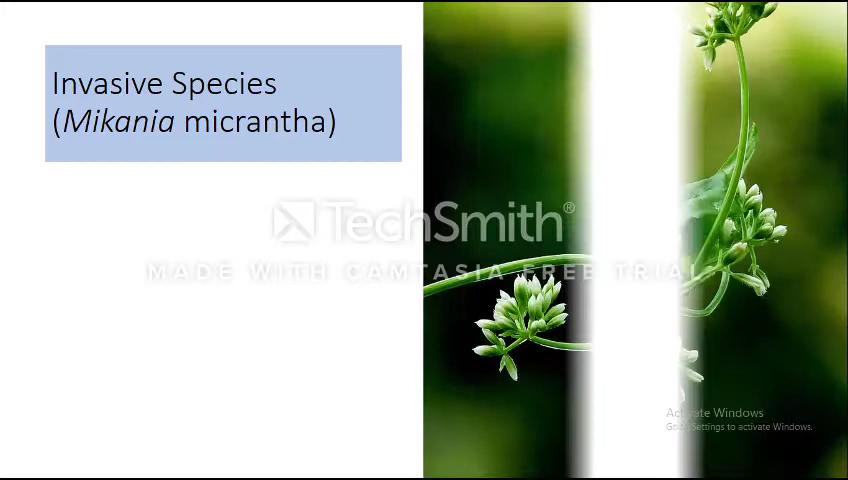 Invasive Species
(Mikania micrantha)
TechSmith®
MADE WITH CAMTASIA FREE TRIAL
Activate Windows
Go to Settings to activate Windows.